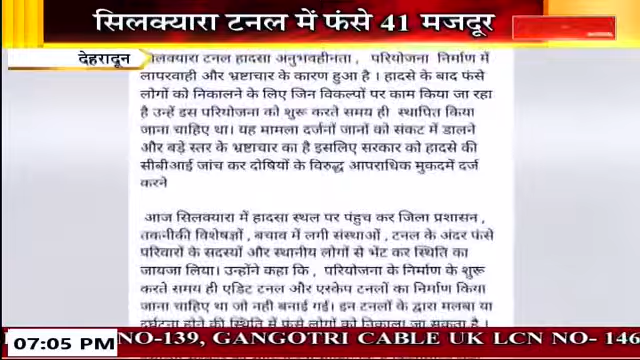 सिलक्यारा टनल में फंसे 41 मजदूर
देहरादून
सिलक्यारा टनल हादसा अनुभवहीनता , परियोजना निर्माण में
लापरवाही और भ्रष्टाचार के कारण हुआ है । हादसे के बाद फंसे
लोगों को निकालने के लिए जिन विकल्पों पर काम किया जा रहा
है उन्हें इस परियोजना को शुरू करते समय ही स्थापित किया
जाना चाहिए था। यह मामला दर्जनों जानों को संकट में डालने
और बड़े स्तर के भ्रष्टाचार का है इसलिए सरकार को हादसे की
सीबीआई जांच कर दोषियों के विरुद्ध आपराधिक मुकदमें दर्ज
करने
आज सिलक्यारा में हादसा स्थल पर पंहुच कर जिला प्रशासन ,
तकनीकी विशेषज्ञों , बचाव में लगी संस्थाओं , टनल के अंदर फंसे
परिवारों के सदस्यों और स्थानीय लोगों से भेंट कर स्थिति का
जायजा लिया। उन्होंने कहा कि , परियोजना के निर्माण के शुरू
करते समय ही एडिट टनल और एस्केप टनलों का निर्माण किया
जाना चाहिए था जो नही बनाई गईं। इन टनलों के द्वारा मलबा या
दुर्घटना होने की स्थिति में फंसे लोगों को निकाला जा सकता है ।
07:05 PM NO-139, GANGOTRI CABLE UK LCN NO- 146